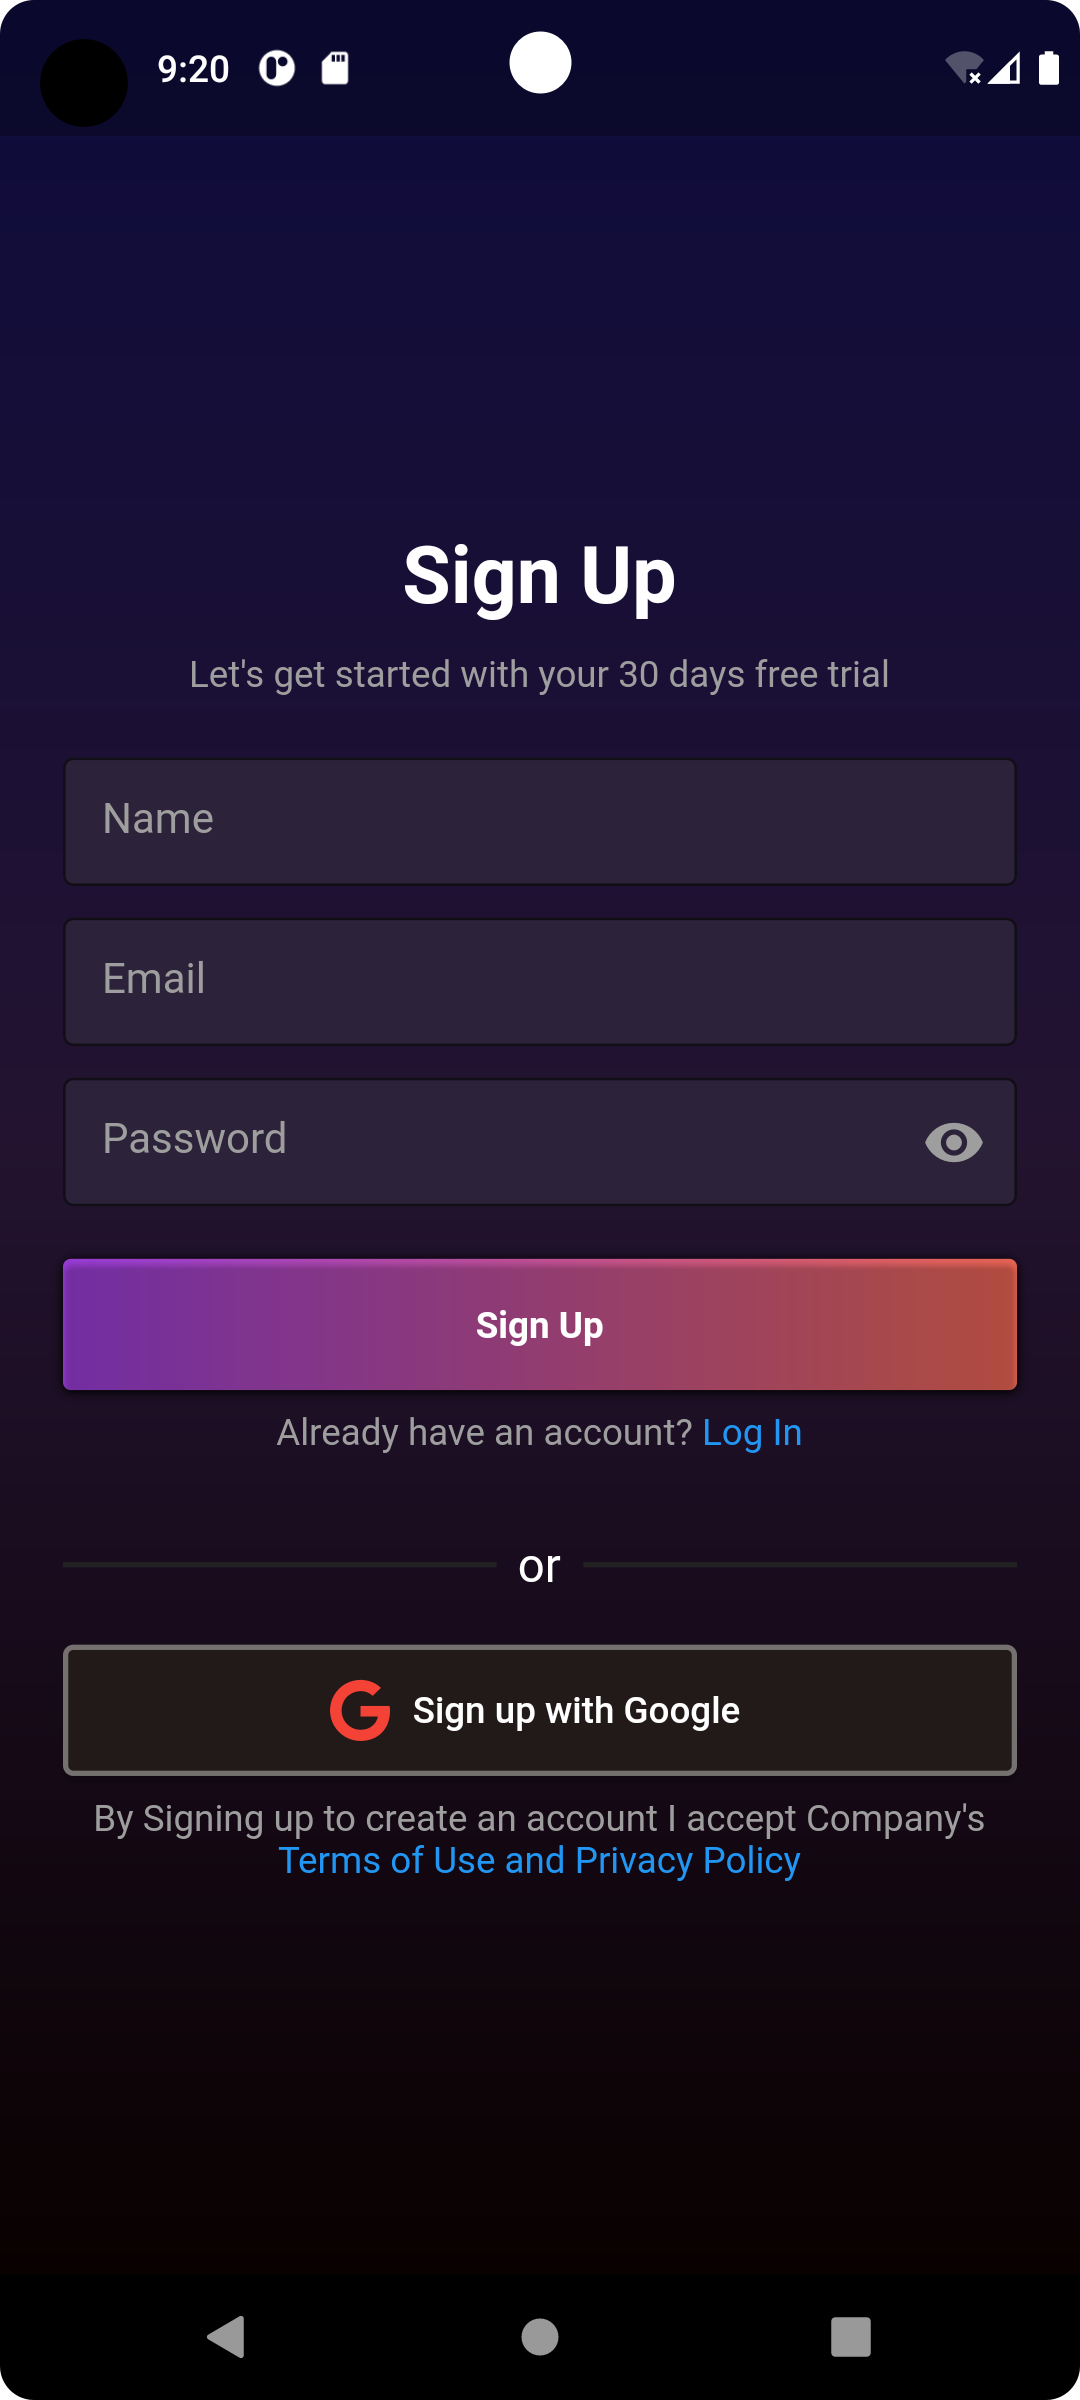 9:20
Sign Up
Let's get started with your 30 days free trial
Name
Email
Password
Sign Up
Already have an account? Log In
or
Sign up with Google
By Signing up to create an account I accept Company's
Terms of Use and Privacy Policy